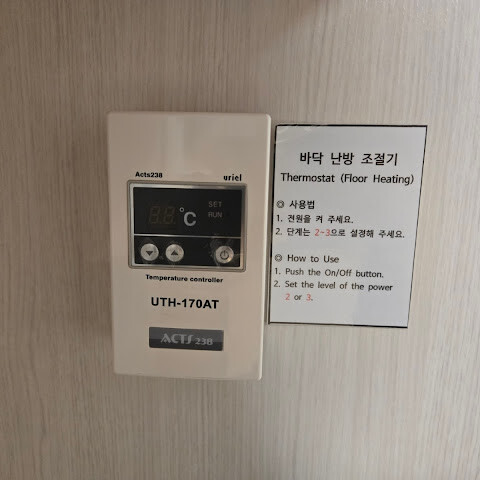 Acts238
uriel
SET
RUN
°C
Temperature controller
UTH-170AT
ACTS 238
바닥 난방 조절기
Thermostat (Floor Heating)
◎ 사용법
1. 전원을 켜 주세요.
2. 단계는 2-3으로 설정해 주세요.
◎ How to Use
1. Push the On/Off button.
2. Set the level of the power
2 or 3.